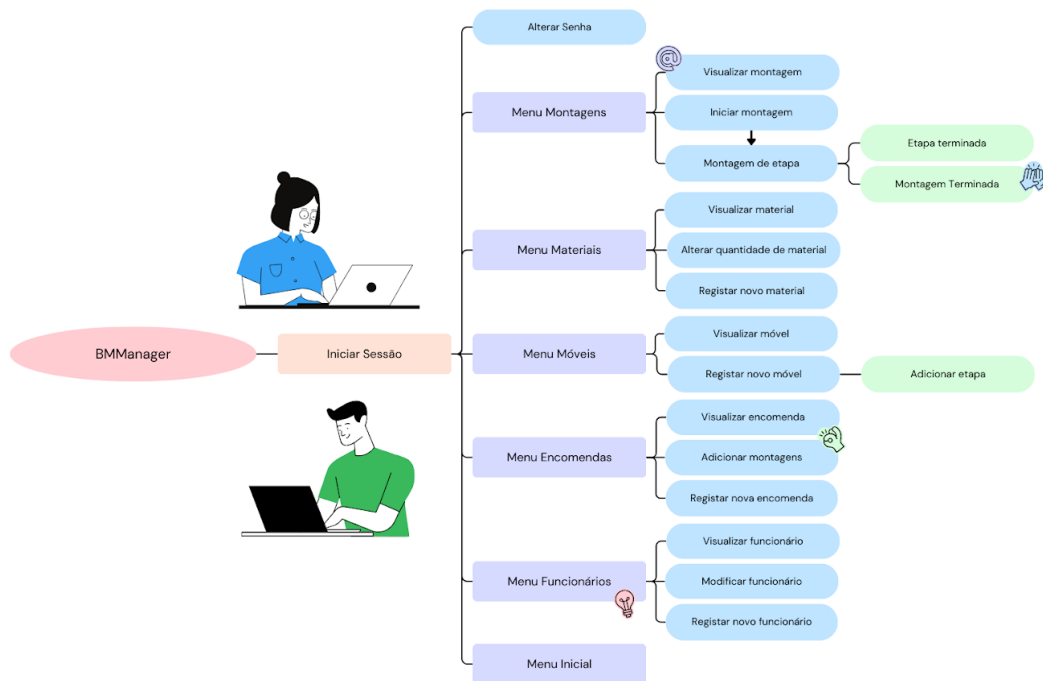 BMManager
Iniciar Sessão
Alterar Senha
Menu Montagens
Visualizar montagem
Iniciar montagem
Montagem de etapa
Etapa terminada
Montagem Terminada
Menu Materiais
Visualizar material
Alterar quantidade de material
Registar novo material
Menu Móveis
Visualizar móvel
Registar novo móvel
Adicionar etapa
Menu Encomendas
Visualizar encomenda
Adicionar montagens
Registar nova encomenda
Menu Funcionários
Visualizar funcionário
Modificar funcionário
Registar novo funcionário
Menu Inicial